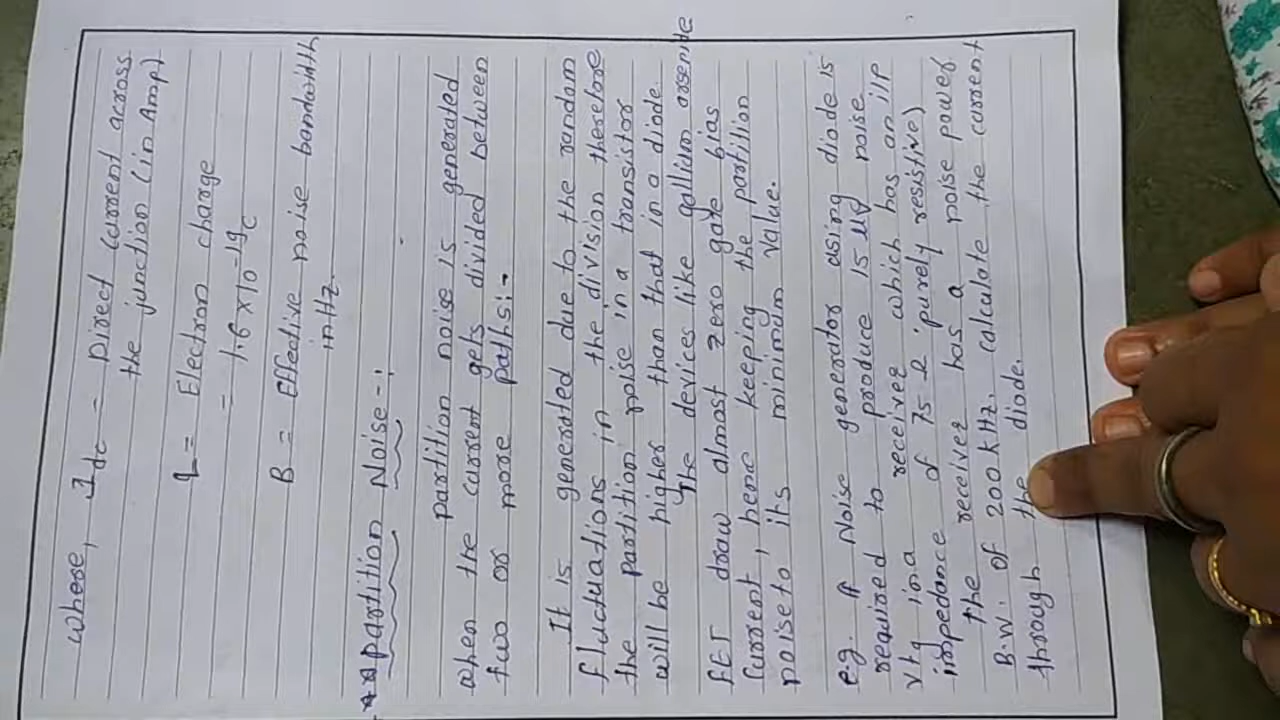 where, Idc - Direct current across
the junction (in Amp)
q = Electron charge
= 1.6 x 10 -19 C
B = Effective noise bandwidth
in Hz.
** partition Noise -:
partition noise is generated
when the current gets divided between
two or more paths:-
It is generated due to the random
fluctuations in the division therefore
the partition noise in a transistor
will be higher than that in a diode.
The devices like gallium arsenite
FET draw almost zero gate bias
current, henc keeping the partition
noise to its minimum value.
e.g. A Noise generator using diode is
required to produce 15 μV noise
vtg in a receiver which has an i/p
impedance of 75 Ω (purely resistive)
the receiver has a noise power
B.W. of 200 kHz. calculate the current
through the diode.